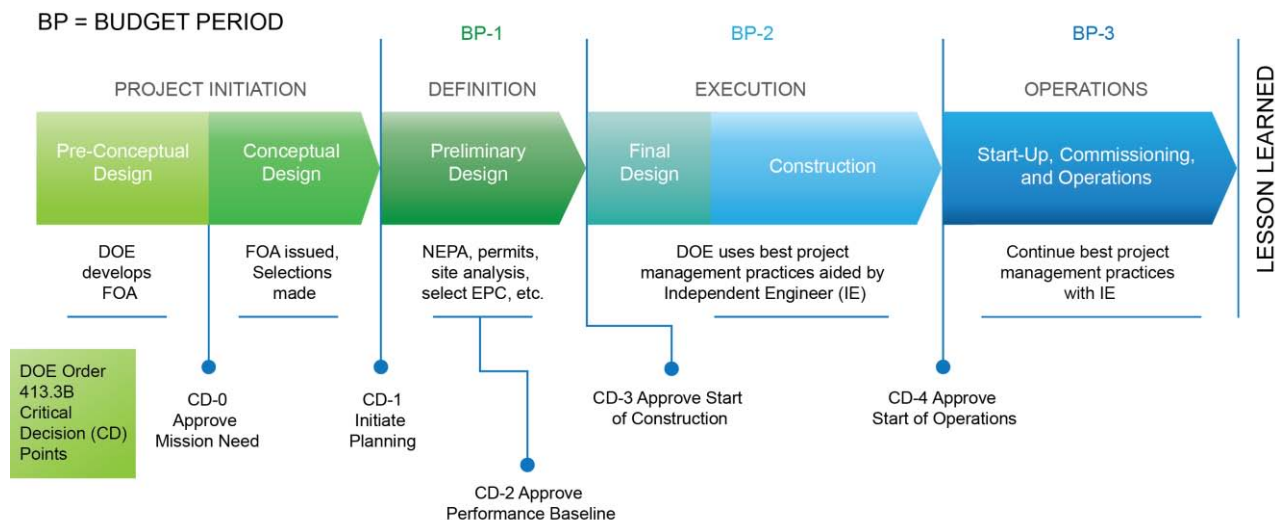 BP = BUDGET PERIOD
BP-1
BP-2
BP-3
PROJECT INITIATION
DEFINITION
EXECUTION
OPERATIONS
Pre-Conceptual
Design
Conceptual
Design
Preliminary
Design
Final
Design
Construction
Start-Up, Commissioning,
and Operations
LESSON LEARNED
DOE
develops
FOA
FOA issued,
Selections
made
NEPA, permits,
site analysis,
select EPC, etc.
DOE uses best project
management practices aided by
Independent Engineer (IE)
Continue best project
management practices
with IE
DOE Order
413.3B
Critical
Decision (CD)
Points
CD-0
Approve
Mission Need
CD-1
Initiate
Planning
CD-2 Approve
Performance Baseline
CD-3 Approve Start
of Construction
CD-4 Approve
Start of Operations